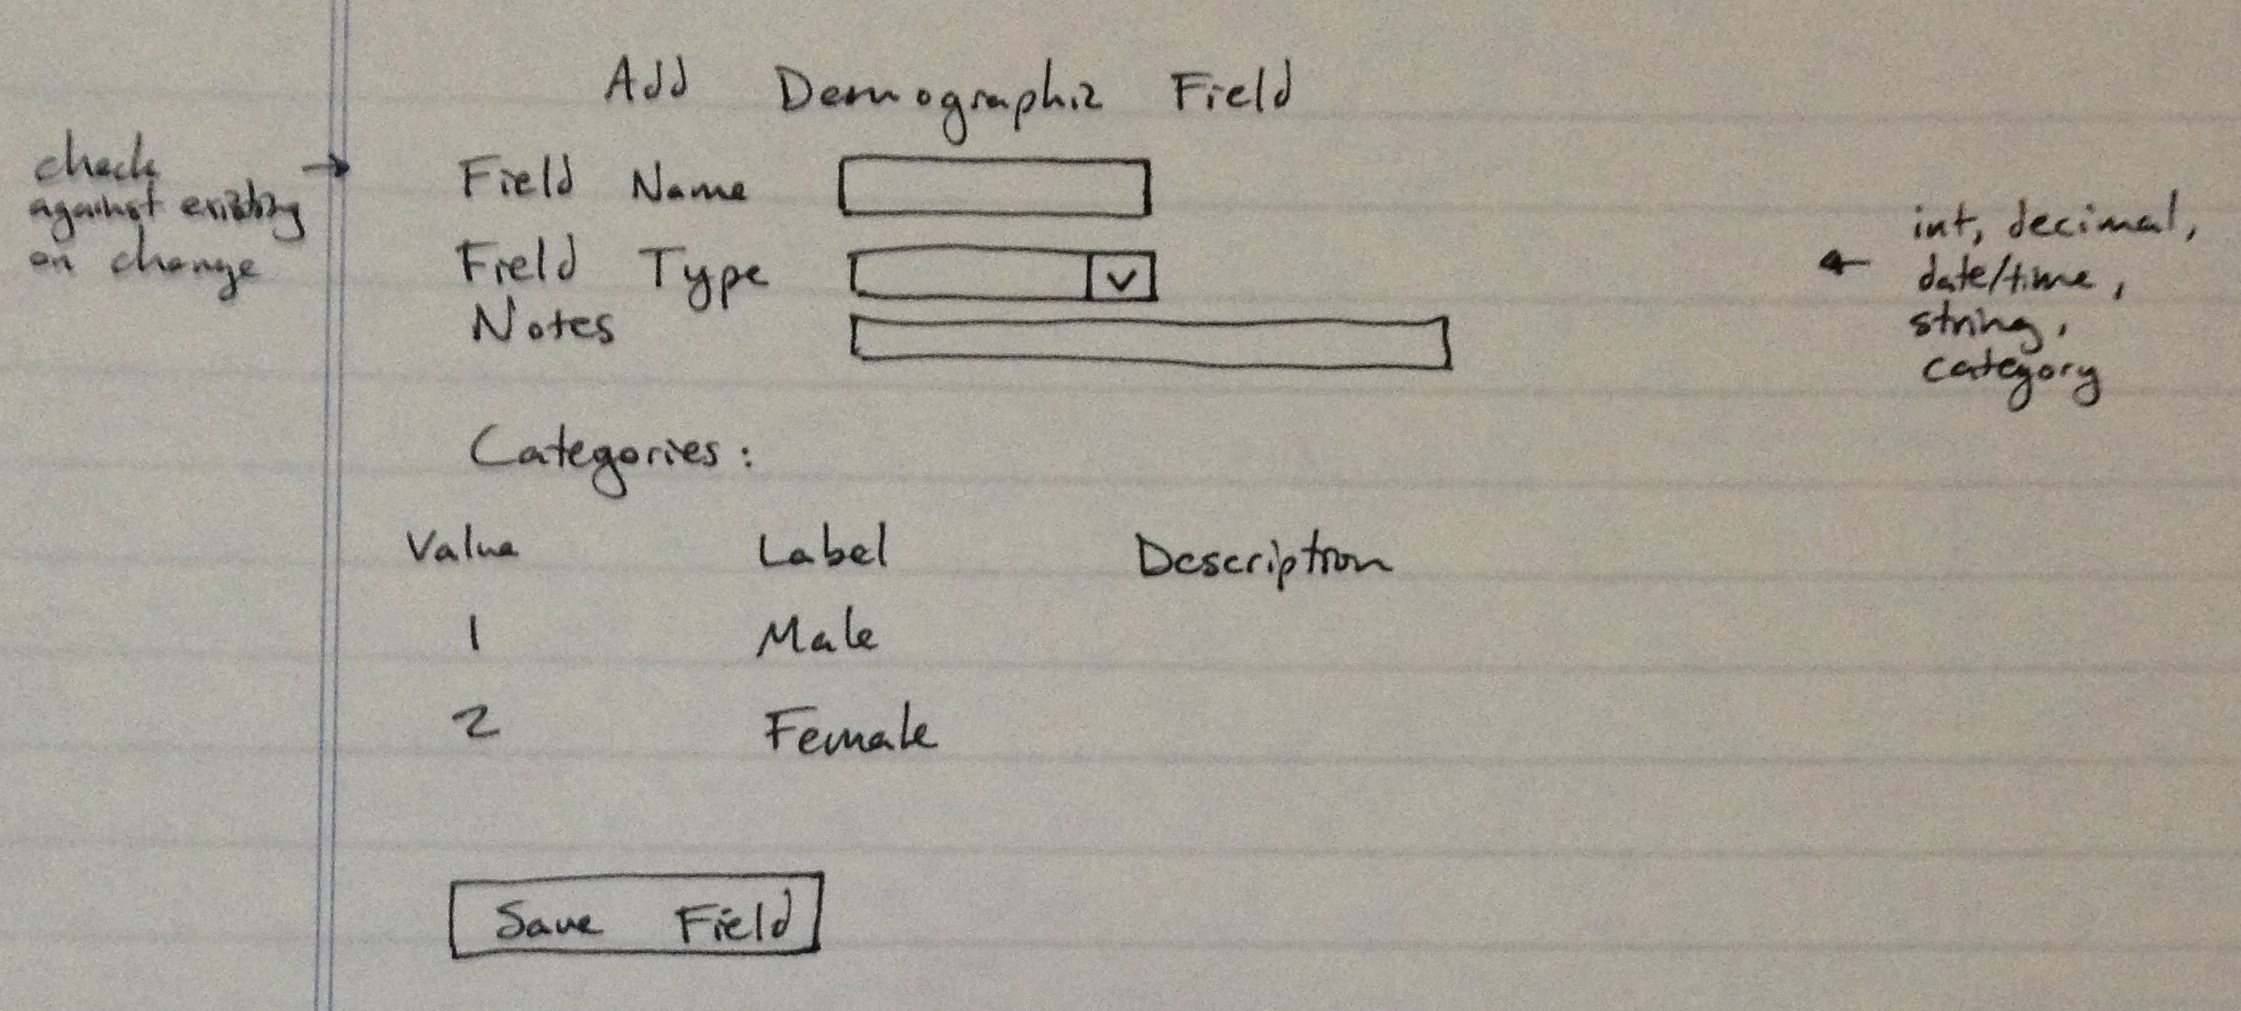 Add Demographic Field
check
against existing
on change
→
Field Name
Field Type
Notes
←
int, decimal,
date/time,
string,
category
Categories:
Value Label Description
1 Male
2 Female
Save Field